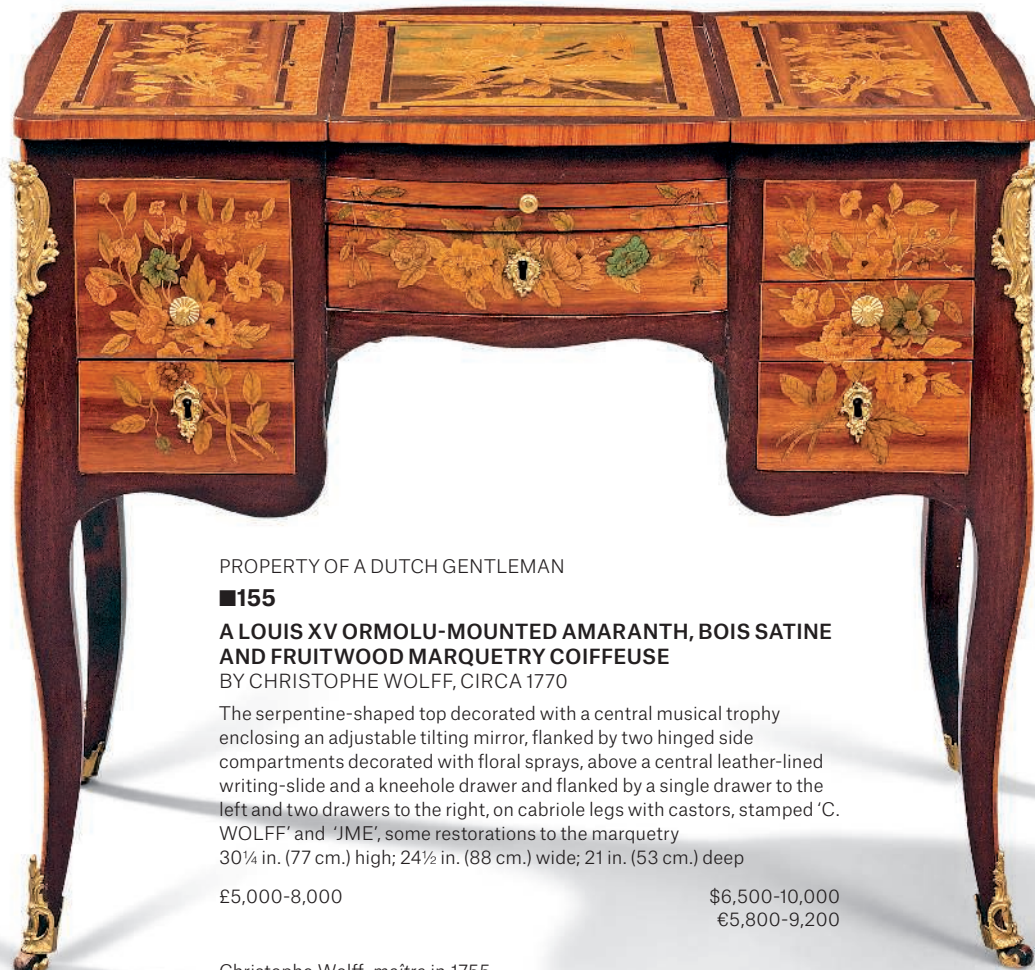 PROPERTY OF A DUTCH GENTLEMAN
■155
A LOUIS XV ORMOLU-MOUNTED AMARANTH, BOIS SATINE
AND FRUITWOOD MARQUETRY COIFFEUSE
BY CHRISTOPHE WOLFF, CIRCA 1770
The serpentine-shaped top decorated with a central musical trophy
enclosing an adjustable tilting mirror, flanked by two hinged side
compartments decorated with floral sprays, above a central leather-lined
writing-slide and a kneehole drawer and flanked by a single drawer to the
left and two drawers to the right, on cabriole legs with castors, stamped ‘C.
WOLFF’ and ‘JME’, some restorations to the marquetry
30¼ in. (77 cm.) high; 24½ in. (88 cm.) wide; 21 in. (53 cm.) deep
£5,000-8,000 $6,500-10,000
€5,800-9,200
Christophe Wolff, maître in 1755